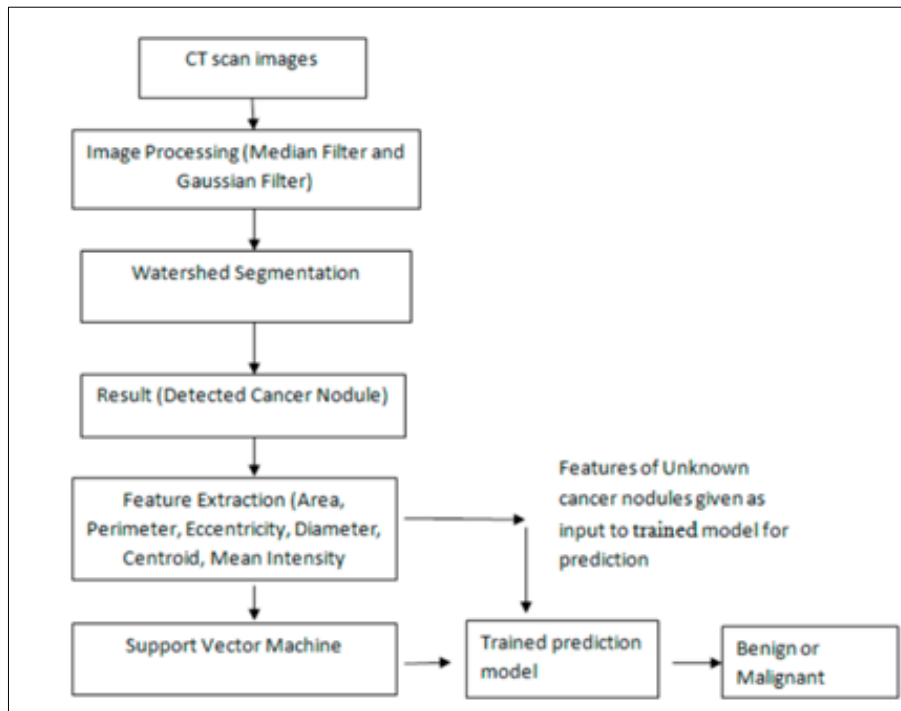 CT scan images
Image Processing (Median Filter and
Gaussian Filter)
Watershed Segmentation
Result (Detected Cancer Nodule)
Feature Extraction (Area,
Perimeter, Eccentricity, Diameter,
Centroid, Mean Intensity
Features of Unknown
cancer nodules given as
input to trained model for
prediction
Support Vector Machine
Trained prediction
model
Benign or
Malignant